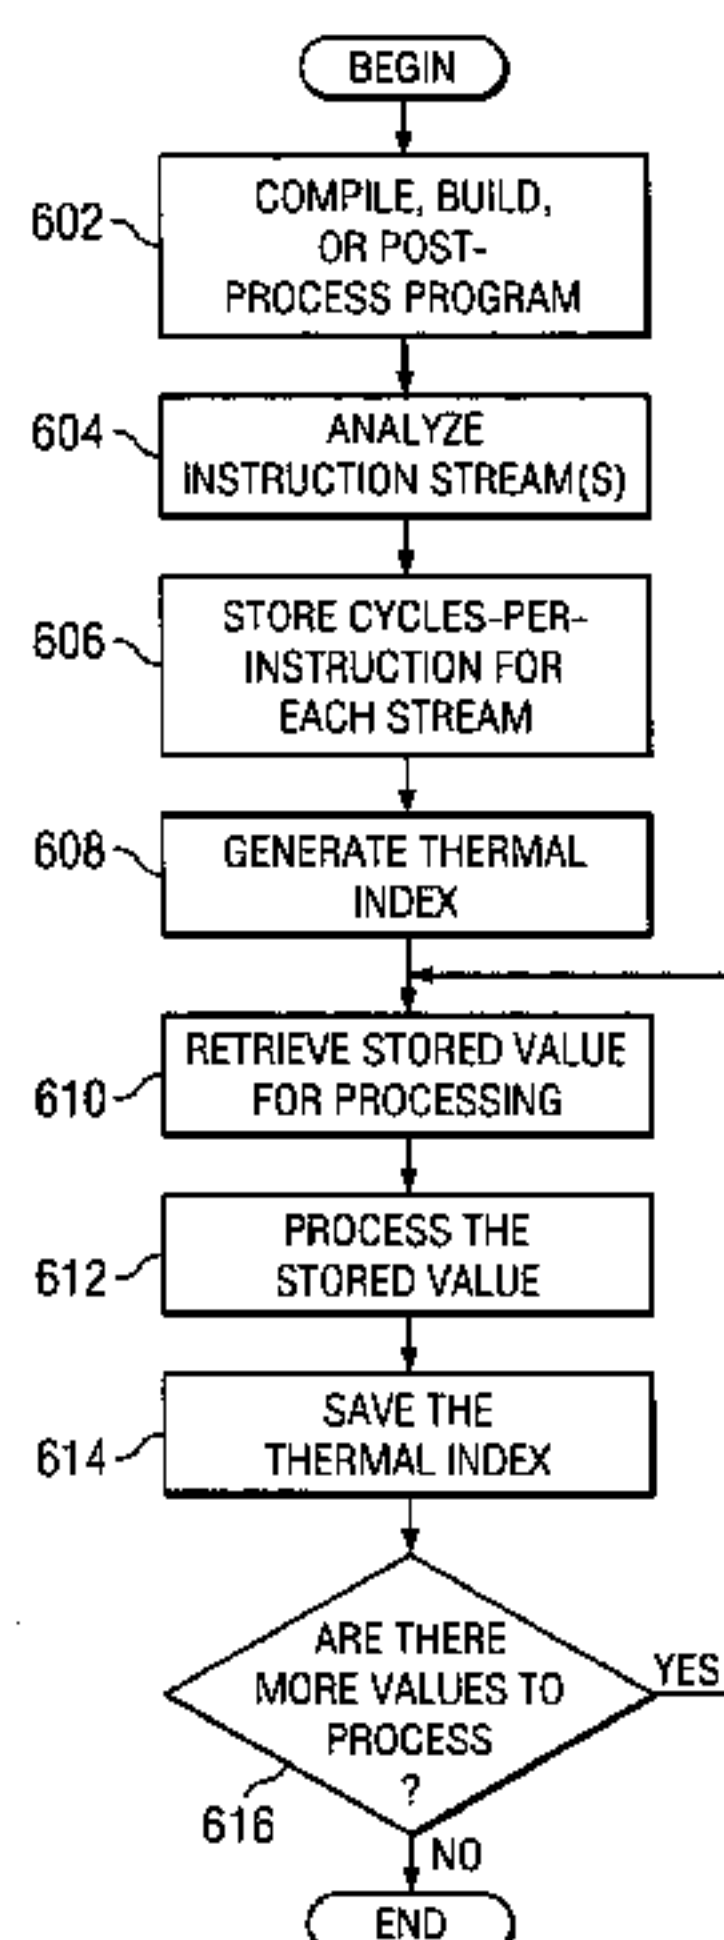 BEGIN
602
COMPILE, BUILD,
OR POST-
PROCESS PROGRAM
604
ANALYZE
INSTRUCTION STREAM(S)
606
STORE CYCLES-PER-
INSTRUCTION FOR
EACH STREAM
608
GENERATE THERMAL
INDEX
610
RETRIEVE STORED VALUE
FOR PROCESSING
612
PROCESS THE
STORED VALUE
614
SAVE THE
THERMAL INDEX
ARE THERE
MORE VALUES TO
PROCESS
?
YES
616
NO
END